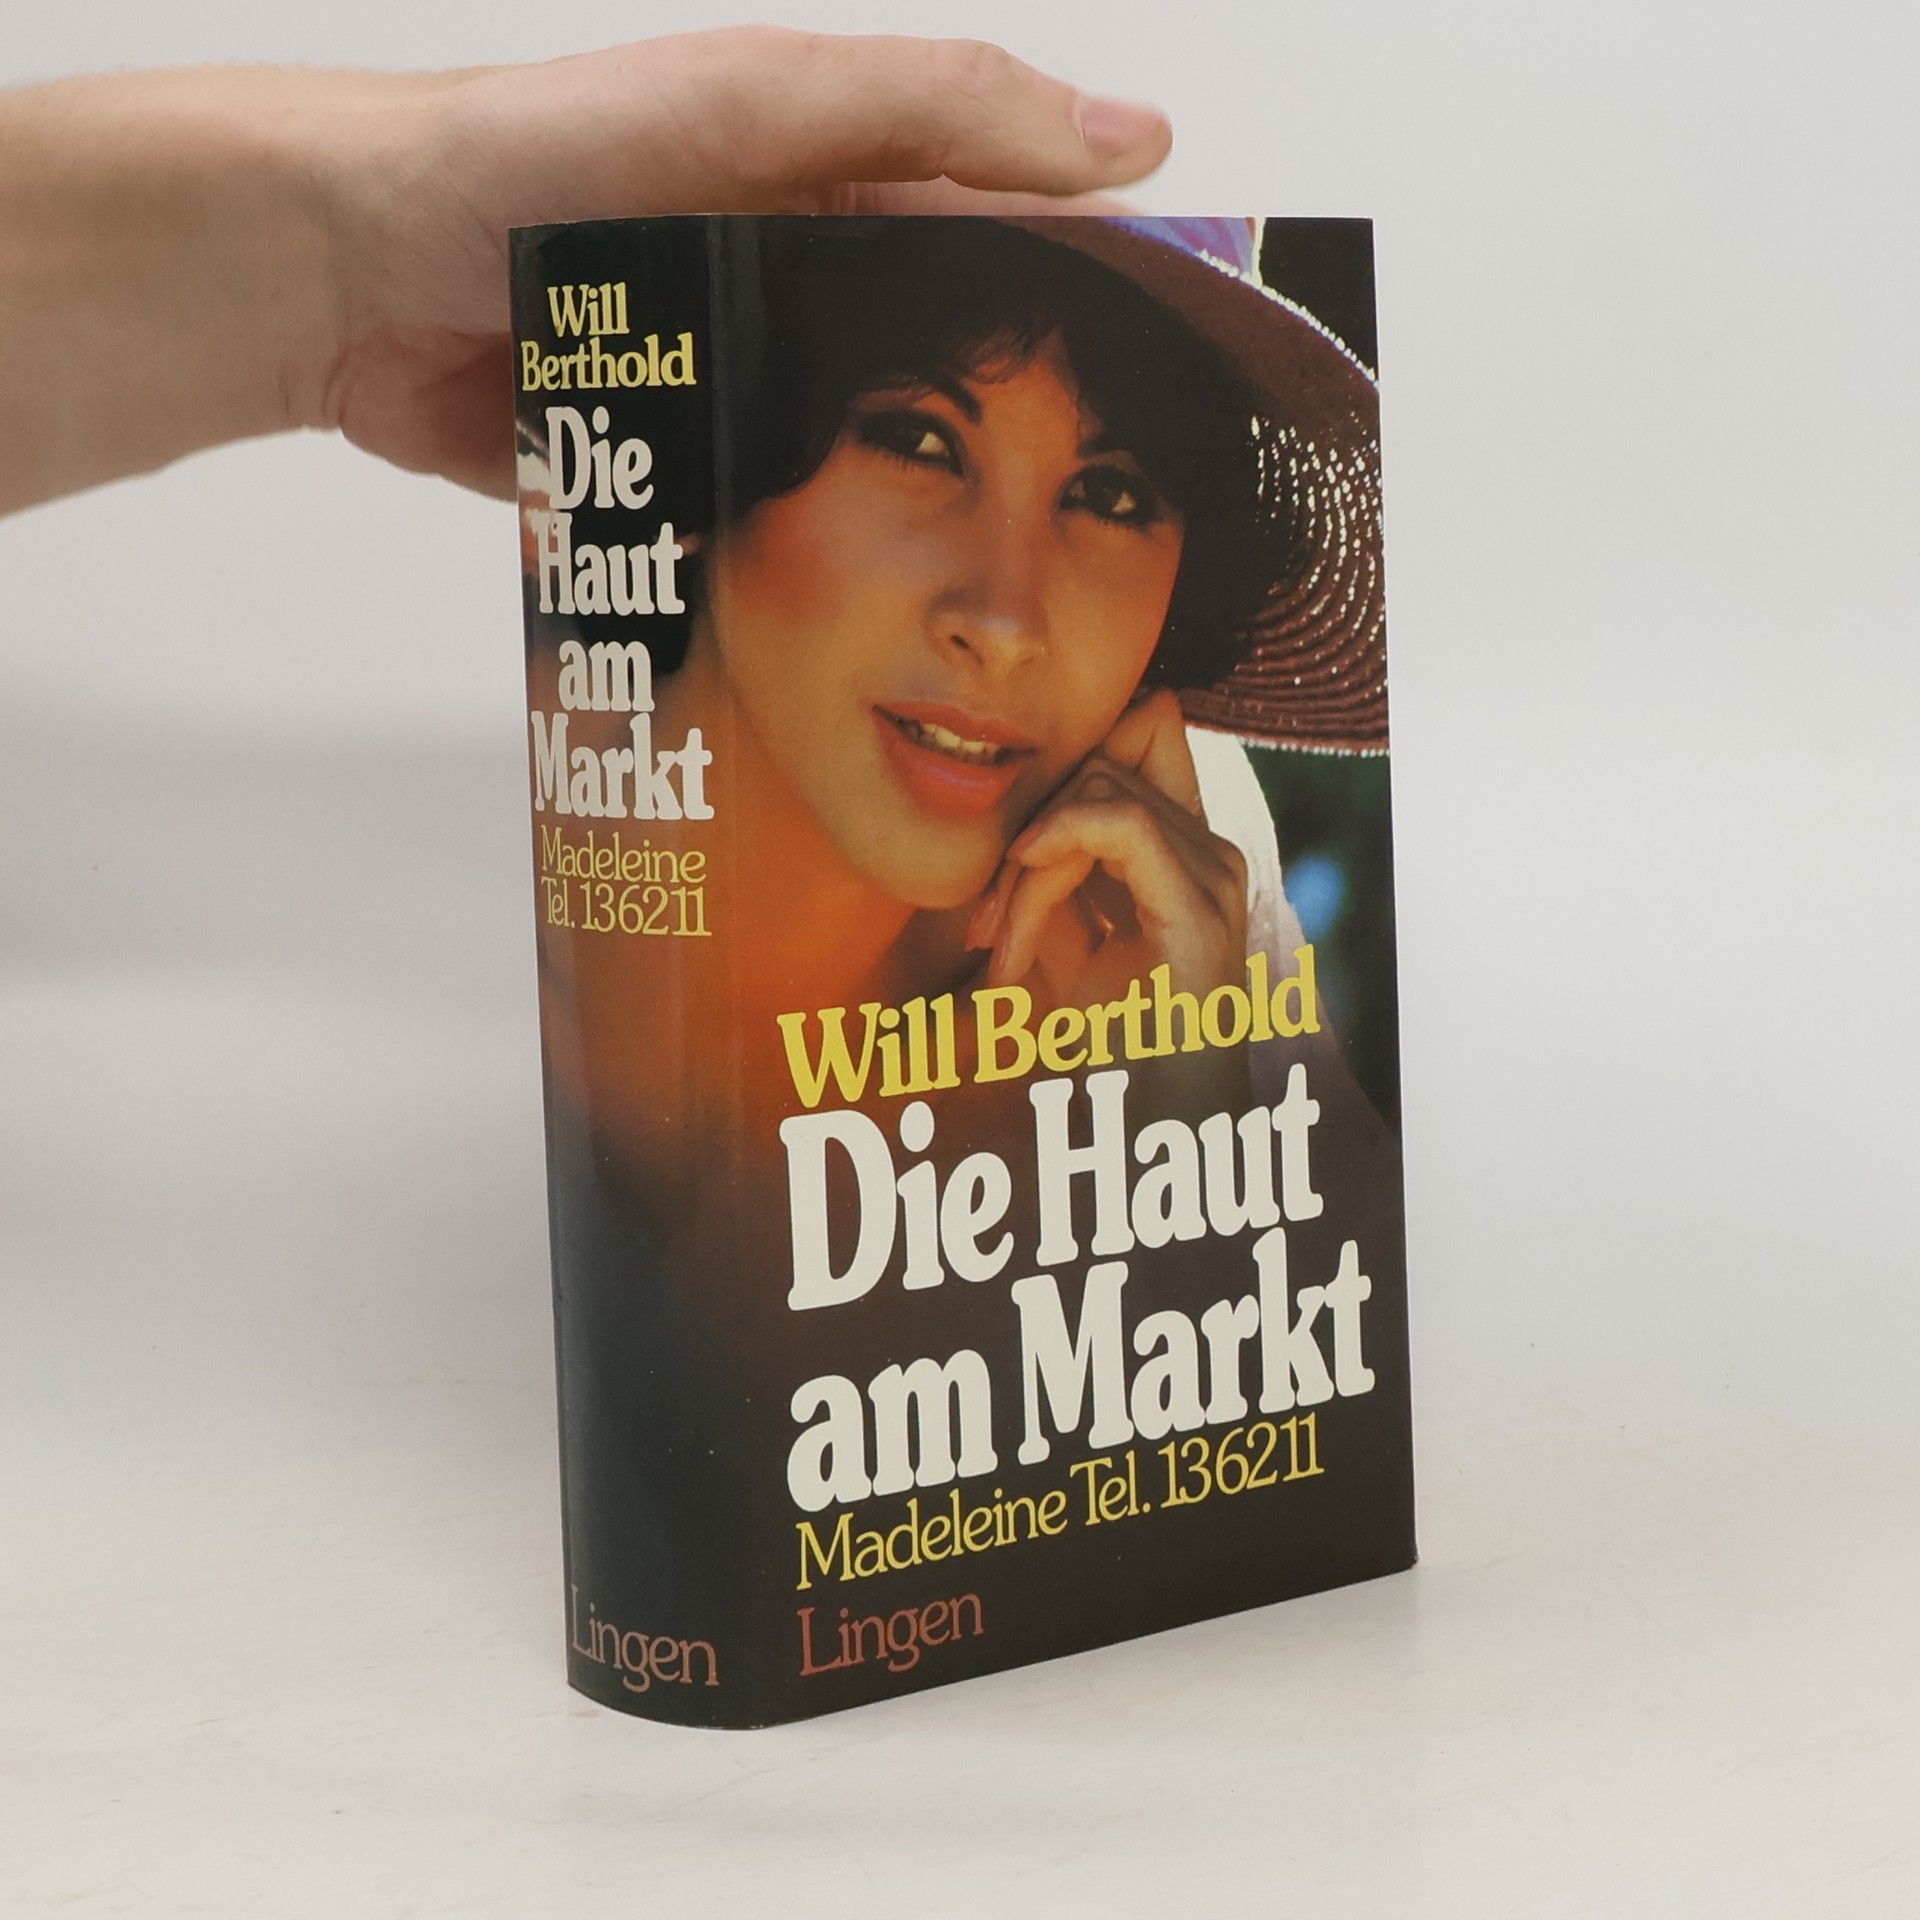 Will
Berthold
Die
Haut
am
Markt
Madeleine
Tel. 136211
Lingen
Will Berthold
Die Haut
am Markt
Madeleine Tel. 136211
Lingen